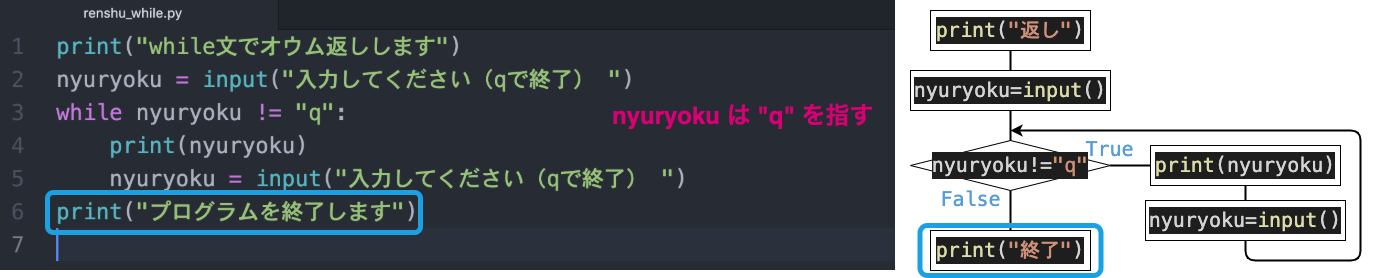 renshu_while.py
1 print("while文でオウム返しします")
2 nyuryoku = input("入力してください（qで終了） ")
3 while nyuryoku != "q":
4     print(nyuryoku)
5     nyuryoku = input("入力してください（qで終了） ")
6 print("プログラムを終了します")
7
nyuryoku は "q" を指す
print("返し")
nyuryoku=input()
nyuryoku!="q"
True
print(nyuryoku)
nyuryoku=input()
False
print("終了")